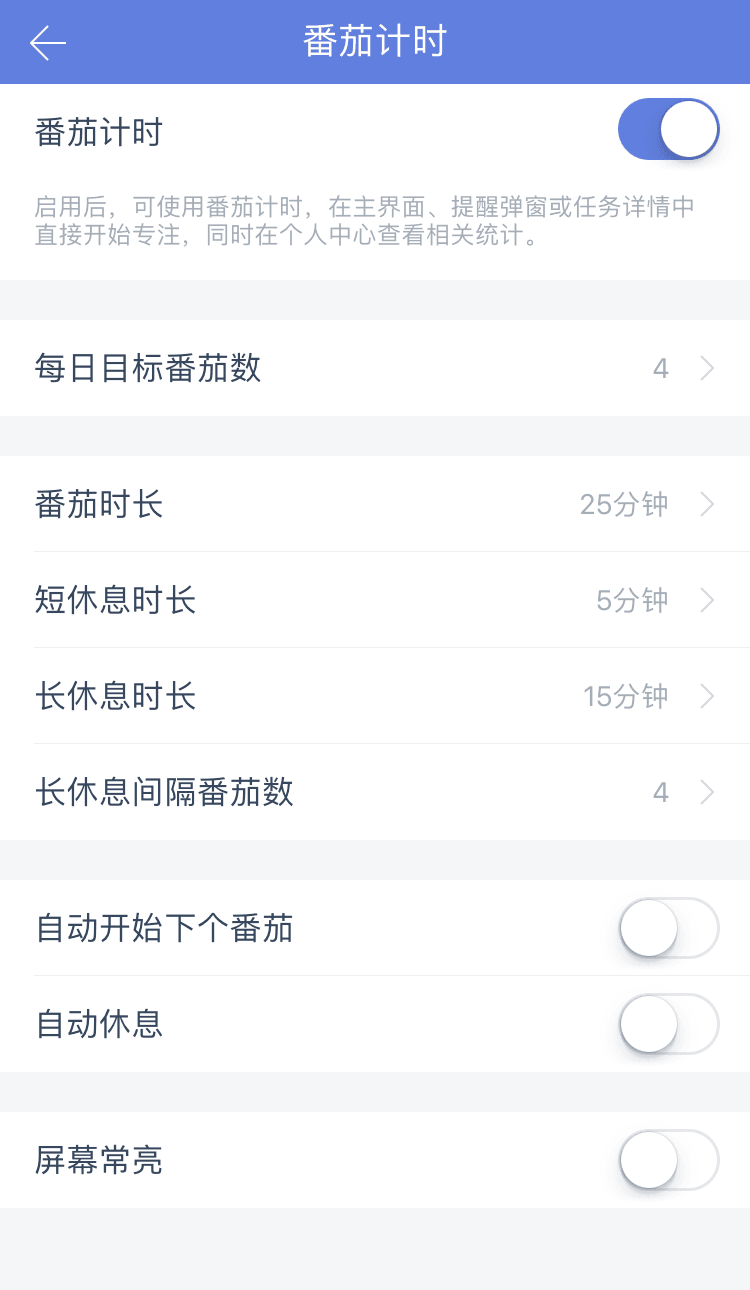 番茄计时
番茄计时
启用后，可使用番茄计时，在主界面、提醒弹窗或任务详情中
直接开始专注，同时在个人中心查看相关统计。
每日目标番茄数 4
番茄时长 25分钟
短休息时长 5分钟
长休息时长 15分钟
长休息间隔番茄数 4
自动开始下个番茄
自动休息
屏幕常亮